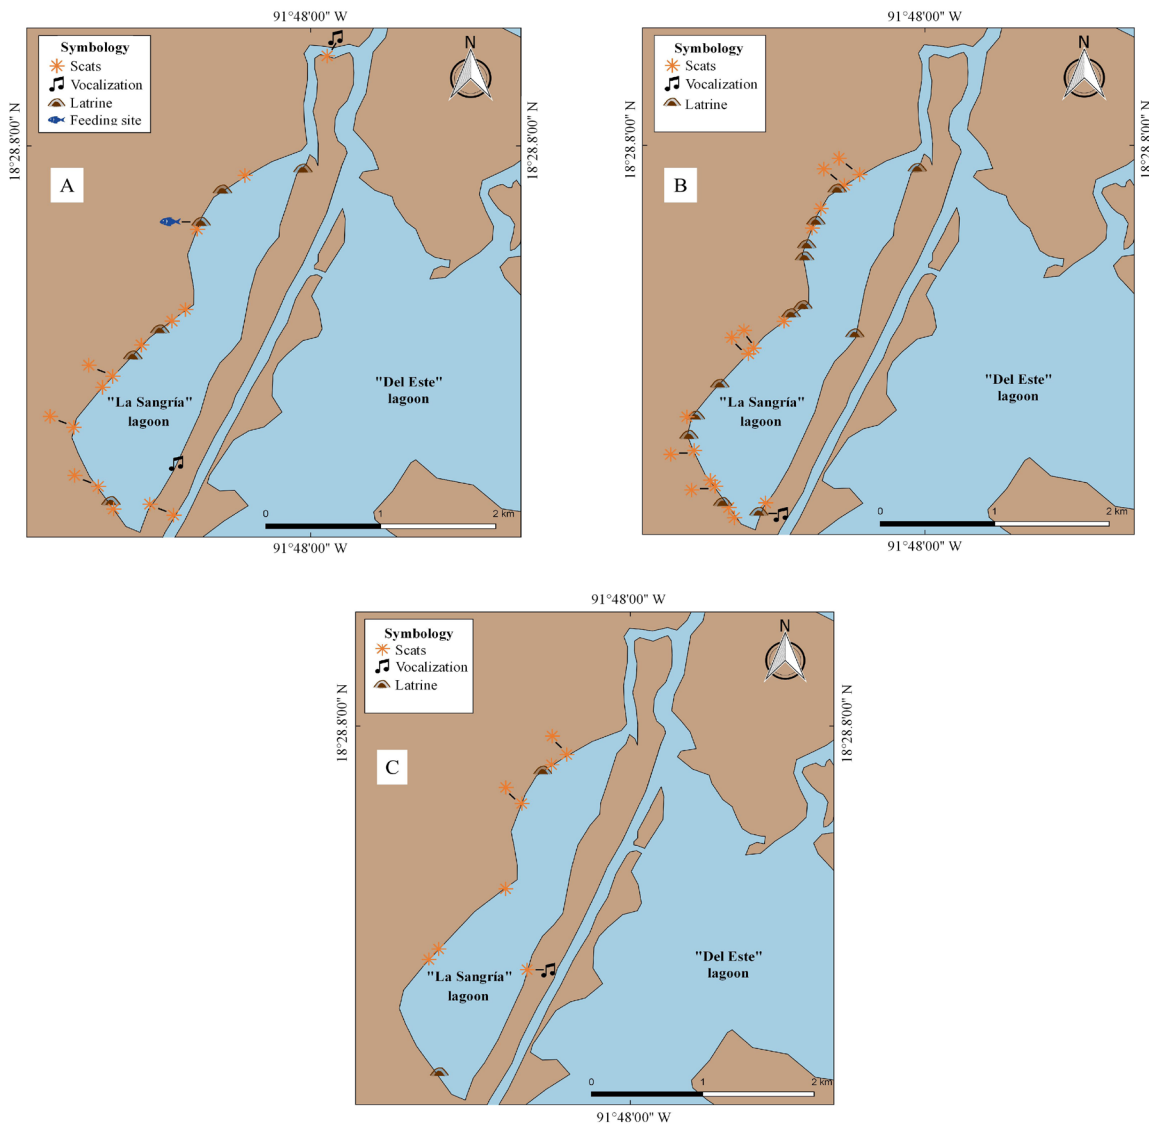 91°48'00" W
Symbology
Scats
Vocalization
Latrine
Feeding site
N
18°28.8'00" N
18°28.8'00" N
A
"La Sangría"
lagoon
"Del Este"
lagoon
0
1
2 km
91°48'00" W
91°48'00" W
Symbology
Scats
Vocalization
Latrine
N
18°28.8'00" N
18°28.8'00" N
B
"La Sangría"
lagoon
"Del Este"
lagoon
0
1
2 km
91°48'00" W
91°48'00" W
Symbology
Scats
Vocalization
Latrine
N
18°28.8'00" N
18°28.8'00" N
C
"La Sangría"
lagoon
"Del Este"
lagoon
0
1
2 km
91°48'00" W